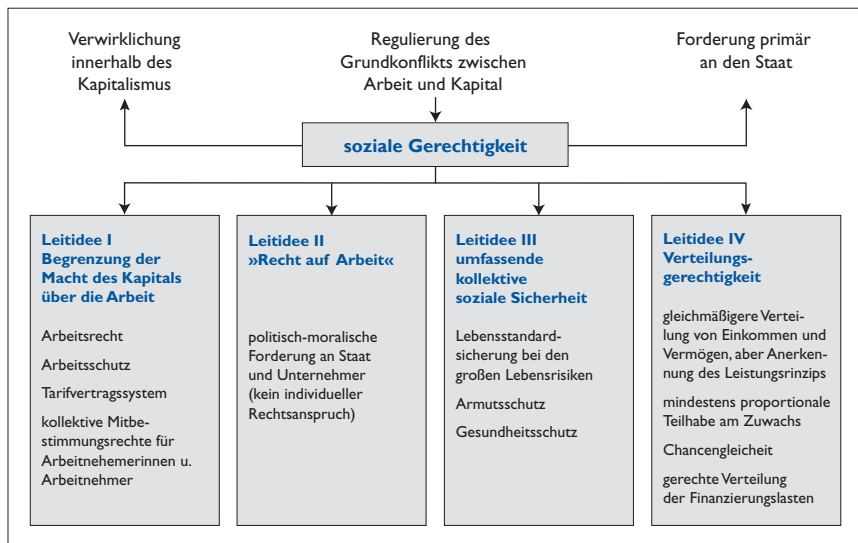 Verwirklichung
innerhalb des
Kapitalismus
Regulierung des
Grundkonflikts zwischen
Arbeit und Kapital
Forderung primär
an den Staat
soziale Gerechtigkeit
Leitidee I
Begrenzung der
Macht des Kapitals
über die Arbeit
Arbeitsrecht
Arbeitsschutz
Tarifvertragssystem
kollektive Mitbe-
stimmungsrechte für
Arbeitnehemerinnen u.
Arbeitnehmer
Leitidee II
»Recht auf Arbeit«
politisch-moralische
Forderung an Staat
und Unternehmer
(kein individueller
Rechtsanspruch)
Leitidee III
umfassende
kollektive
soziale Sicherheit
Lebensstandard-
sicherung bei den
großen Lebensrisiken
Armutsschutz
Gesundheitsschutz
Leitidee IV
Verteilungs-
gerechtigkeit
gleichmäßigere Vertei-
lung von Einkommen und
Vermögen, aber Anerken-
nung des Leistungsrinzips
mindestens proportionale
Teilhabe am Zuwachs
Chancengleicheit
gerechte Verteilung
der Finanzierungslasten